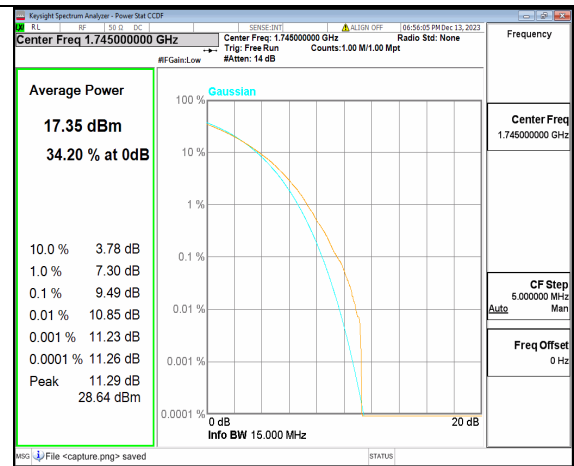 Keysight Spectrum Analyzer - Power Stat CCDF
RL RF 50 Ω DC SENSE:INT ALIGN OFF 06:56:05 PM Dec 13, 2023
Center Freq 1.745000000 GHz
Center Freq: 1.745000000 GHz Radio Std: None
Trig: Free Run Counts:1.00 M/1.00 Mpt
#IFGain:Low #Atten: 14 dB
Frequency
Average Power
17.35 dBm
34.20 % at 0dB
10.0 % 3.78 dB
1.0 % 7.30 dB
0.1 % 9.49 dB
0.01 % 10.85 dB
0.001 % 11.23 dB
0.0001 % 11.26 dB
Peak 11.29 dB
28.64 dBm
Gaussian
100 %
10 %
1 %
0.1 %
0.01 %
0.001 %
0.0001 %
0 dB 20 dB
Info BW 15.000 MHz
Center Freq
1.745000000 GHz
CF Step
5.000000 MHz
Auto Man
Freq Offset
0 Hz
MSG File <capture.png> saved STATUS